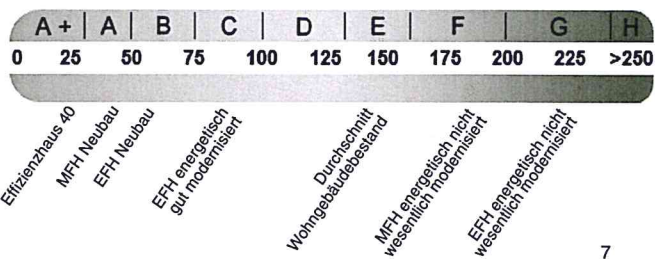 A+ | A | B | C | D | E | F | G | H
0 25 50 75 100 125 150 175 200 225 >250
Effizienzhaus 40
MFH Neubau
EFH Neubau
EFH energetisch
gut modernisiert
Durchschnitt
Wohngebäudebestand
MFH energetisch nicht
wesentlich modernisiert
EFH energetisch nicht
wesentlich modernisiert
7